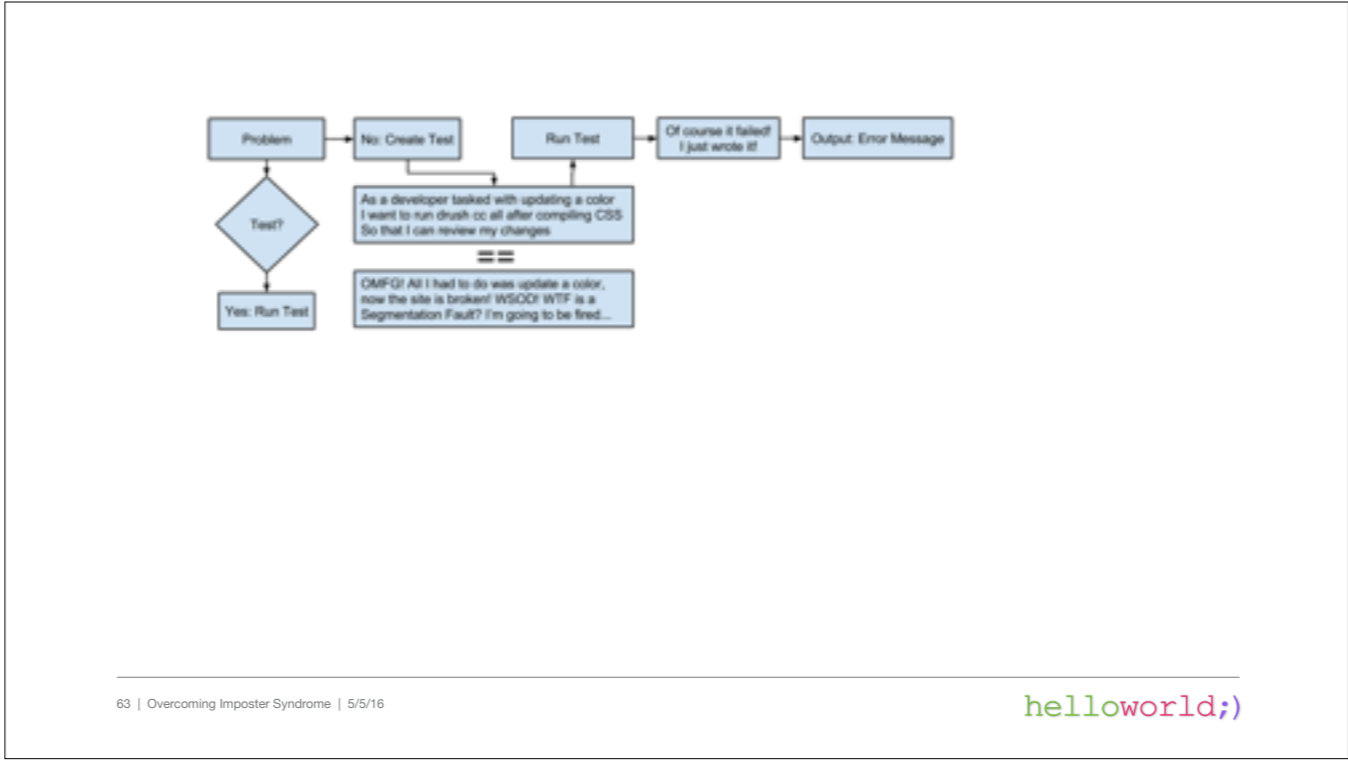 Problem
No: Create Test
Run Test
Of course it failed!
I just wrote it!
Output: Error Message
Test?
As a developer tasked with updating a color
I want to run drush cc all after compiling CSS
So that I can review my changes
==
OMFG! All I had to do was update a color,
now the site is broken! WSOD! WTF is a
Segmentation Fault? I'm going to be fired...
Yes: Run Test
63 | Overcoming Imposter Syndrome | 5/5/16
helloworld;)